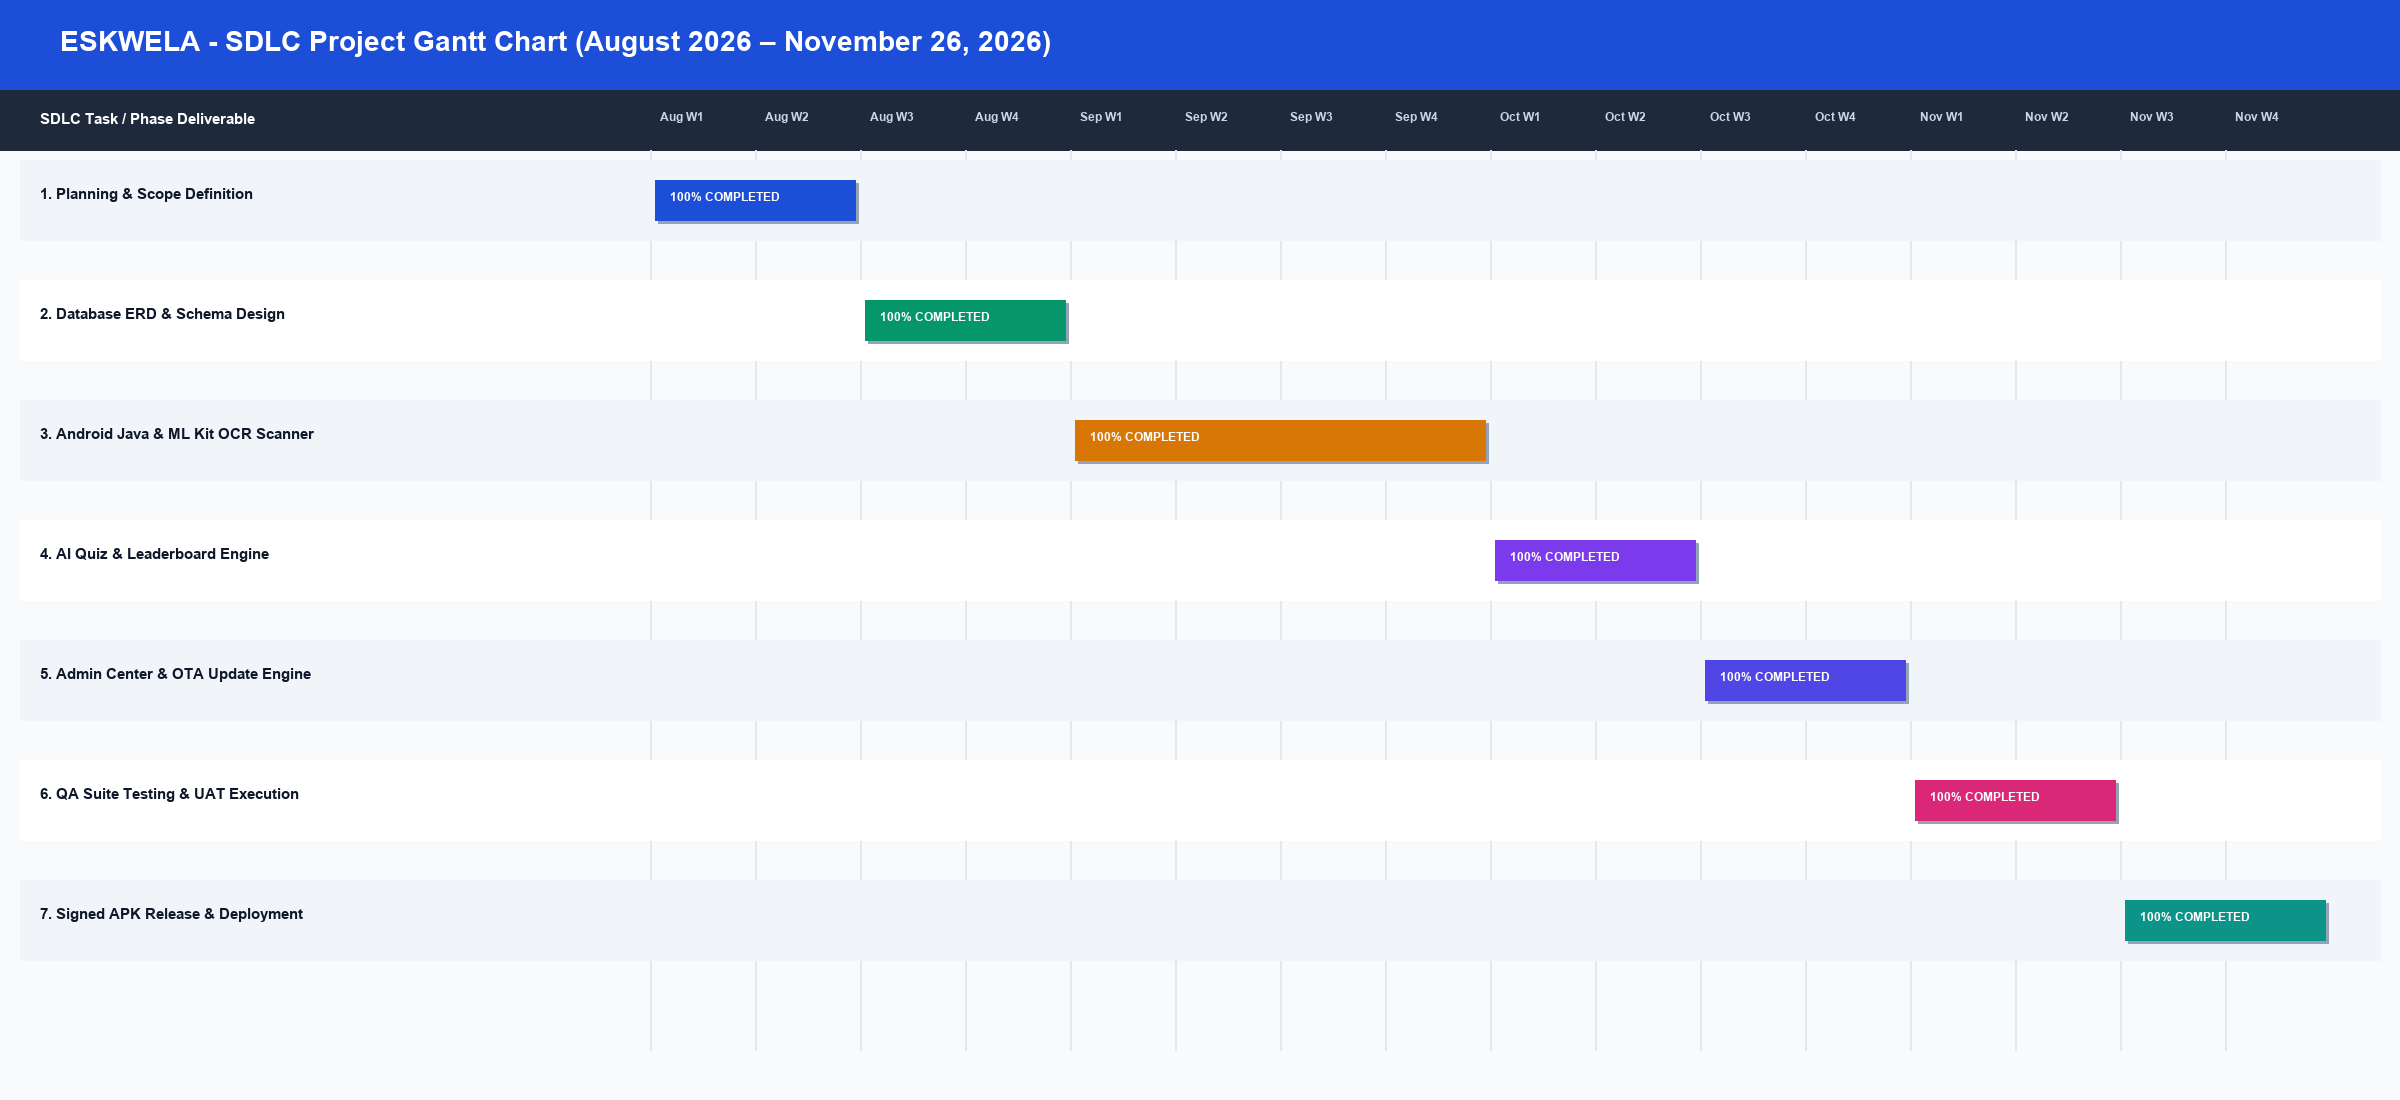 ESKWELA - SDLC Project Gantt Chart (August 2026 – November 26, 2026)
SDLC Task / Phase Deliverable Aug W1 Aug W2 Aug W3 Aug W4 Sep W1 Sep W2 Sep W3 Sep W4 Oct W1 Oct W2 Oct W3 Oct W4 Nov W1 Nov W2 Nov W3 Nov W4
1. Planning & Scope Definition 100% COMPLETED
2. Database ERD & Schema Design 100% COMPLETED
3. Android Java & ML Kit OCR Scanner 100% COMPLETED
4. AI Quiz & Leaderboard Engine 100% COMPLETED
5. Admin Center & OTA Update Engine 100% COMPLETED
6. QA Suite Testing & UAT Execution 100% COMPLETED
7. Signed APK Release & Deployment 100% COMPLETED